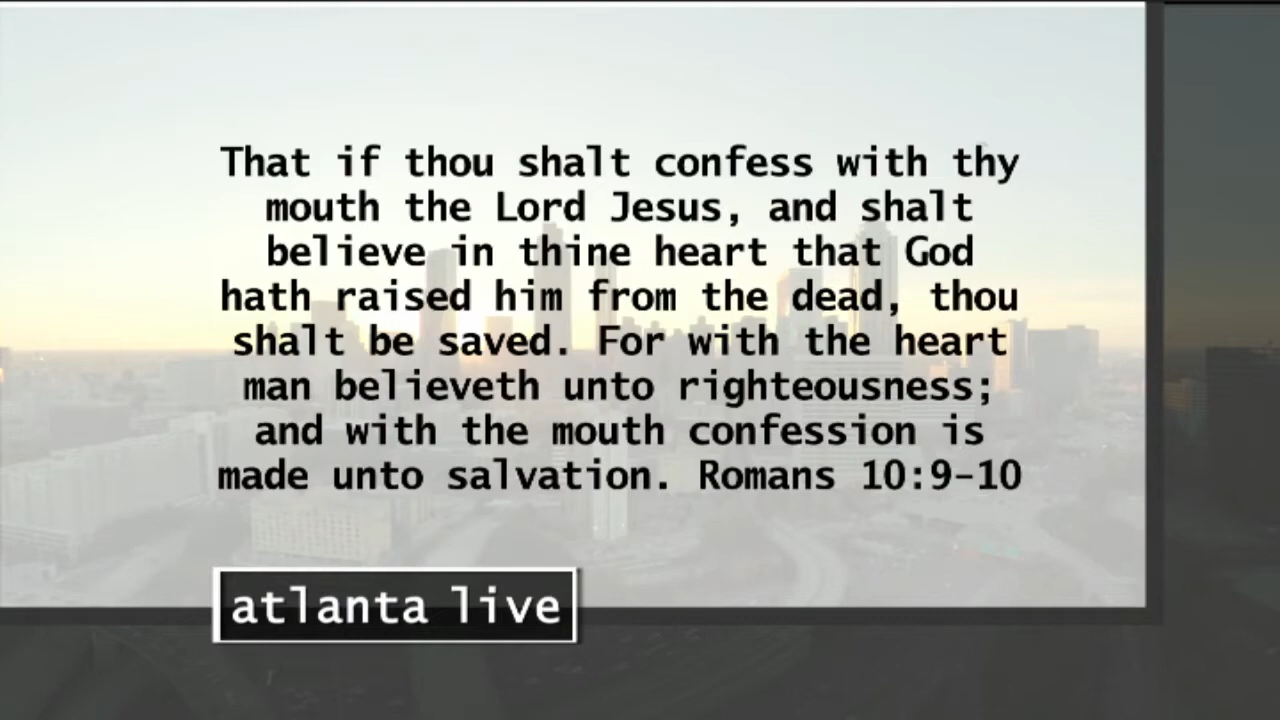 That if thou shalt confess with thy
mouth the Lord Jesus, and shalt
believe in thine heart that God
hath raised him from the dead, thou
shalt be saved. For with the heart
man believeth unto righteousness;
and with the mouth confession is
made unto salvation. Romans 10:9-10
atlanta live